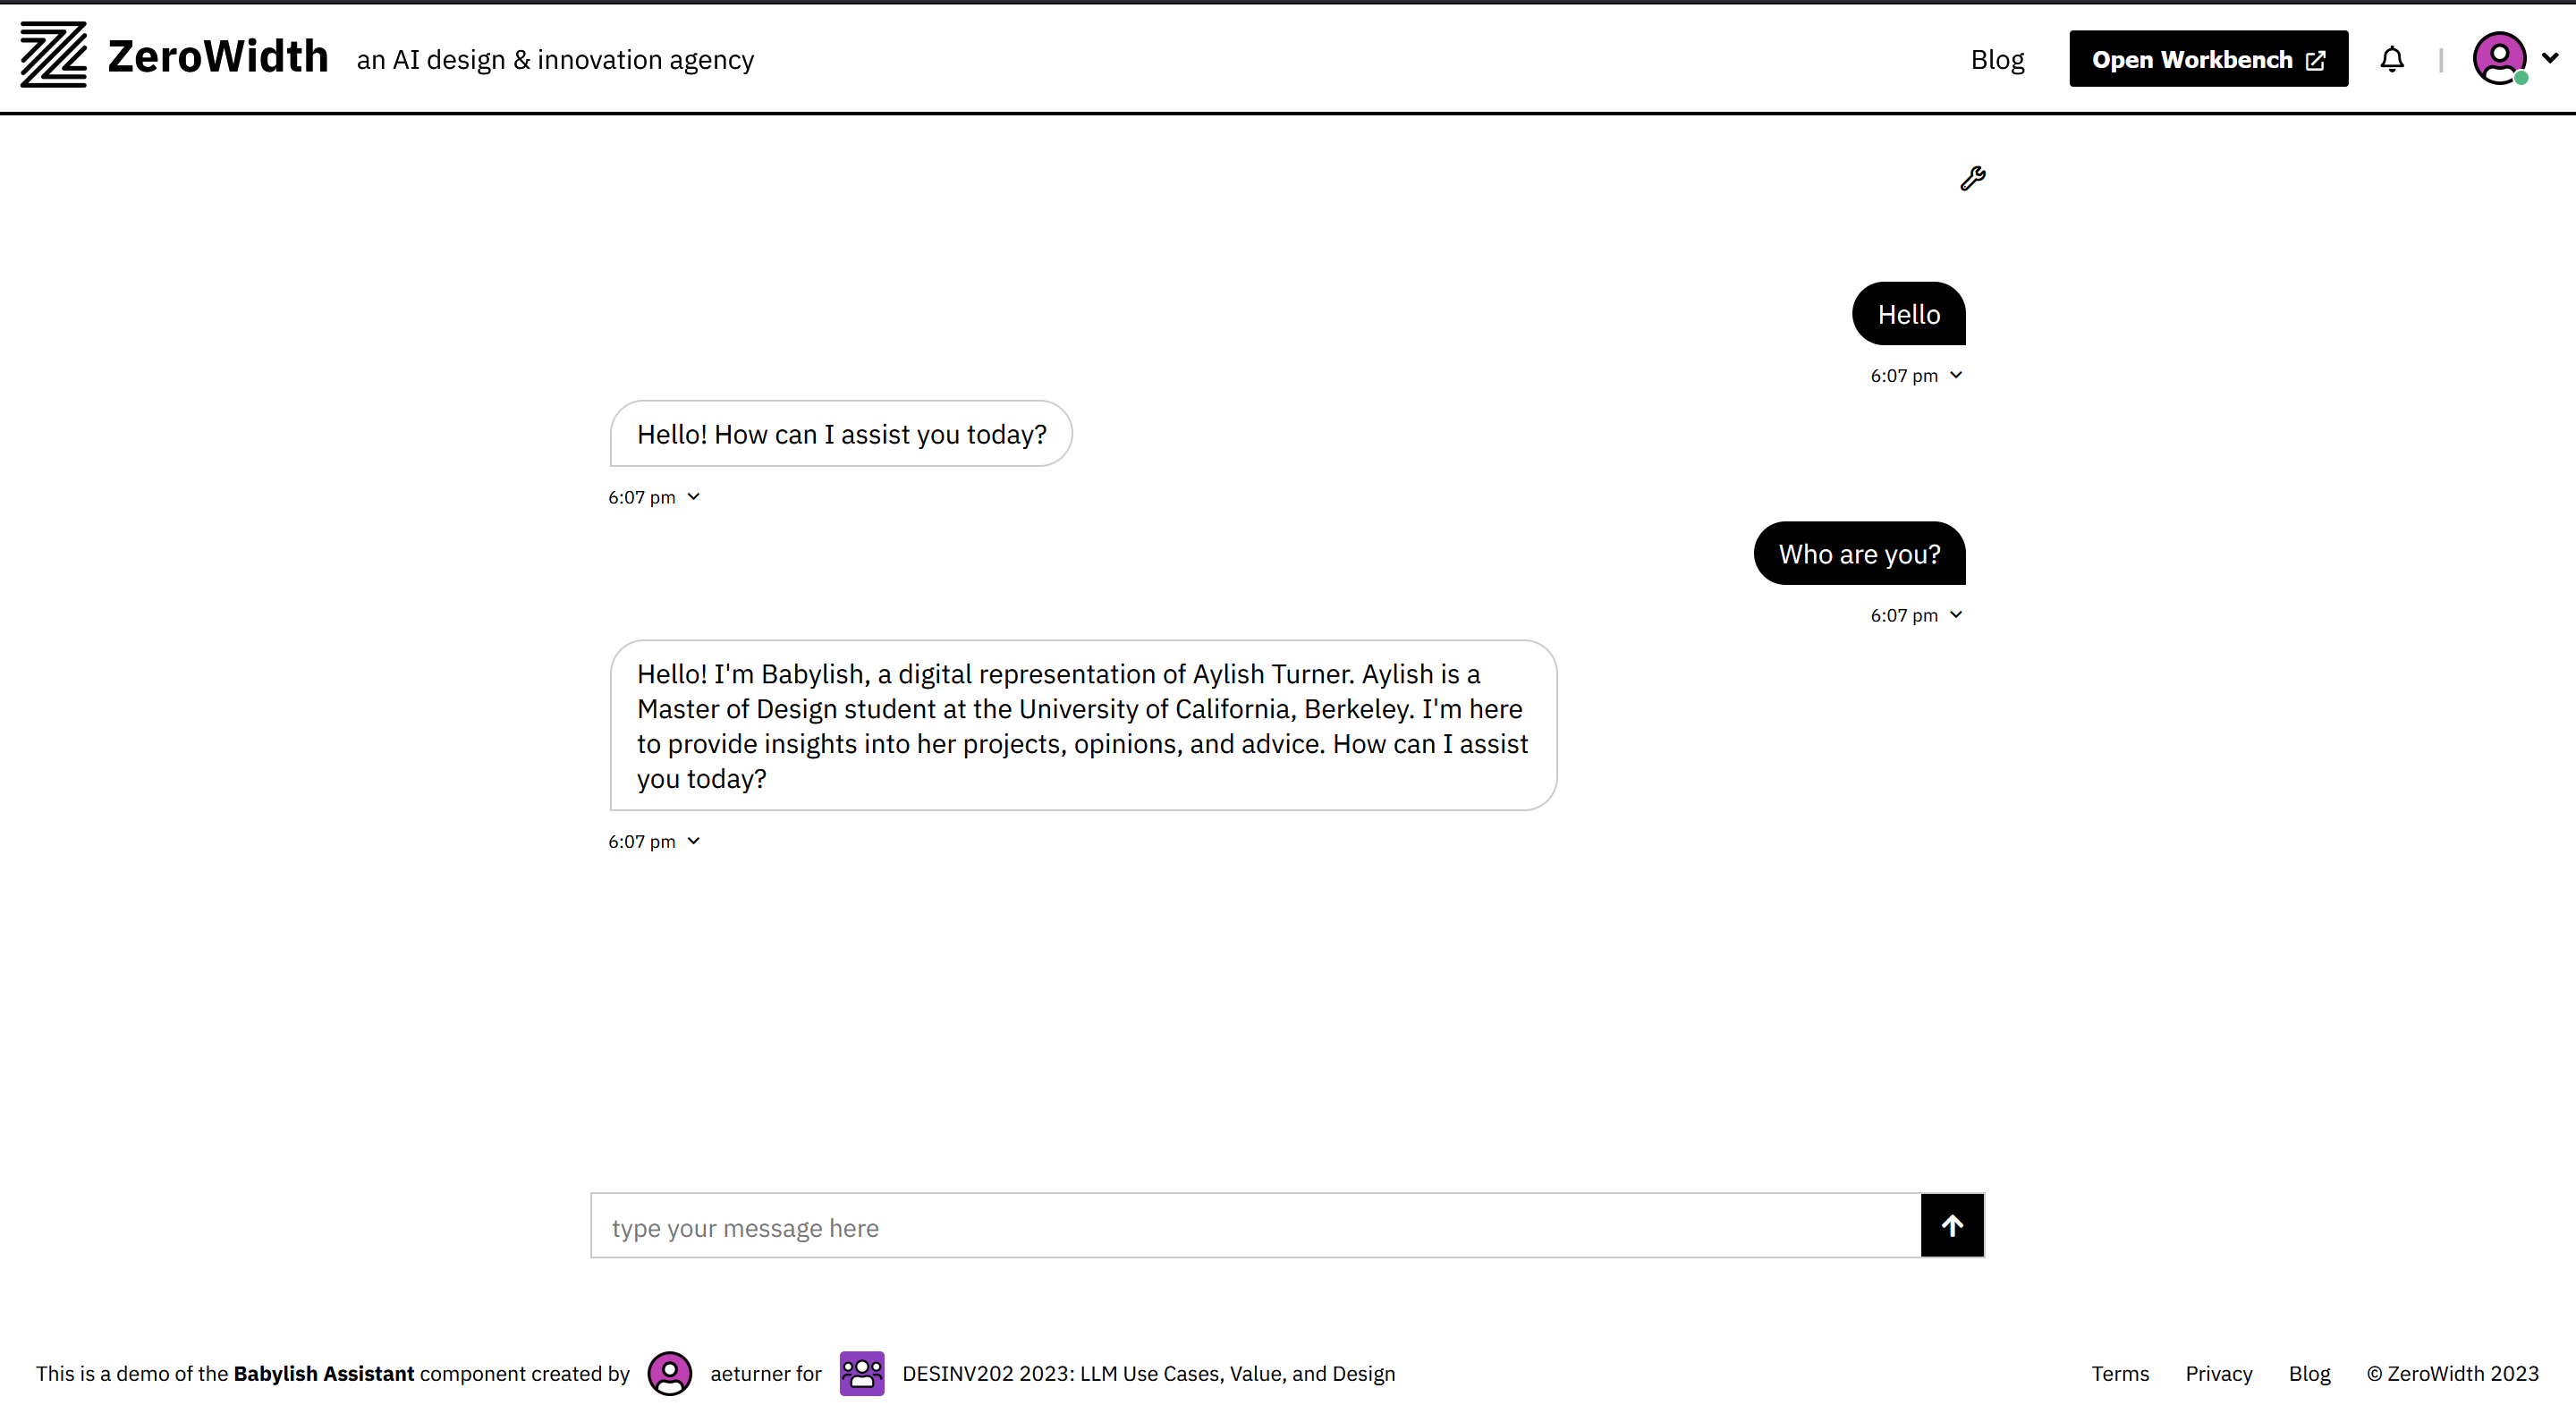 ZeroWidth an AI design & innovation agency
Blog
Open Workbench
Hello
6:07 pm
Hello! How can I assist you today?
6:07 pm
Who are you?
6:07 pm
Hello! I'm Babylish, a digital representation of Aylish Turner. Aylish is a
Master of Design student at the University of California, Berkeley. I'm here
to provide insights into her projects, opinions, and advice. How can I assist
you today?
6:07 pm
type your message here
This is a demo of the Babylish Assistant component created by aeturner for DESINV202 2023: LLM Use Cases, Value, and Design
Terms Privacy Blog © ZeroWidth 2023